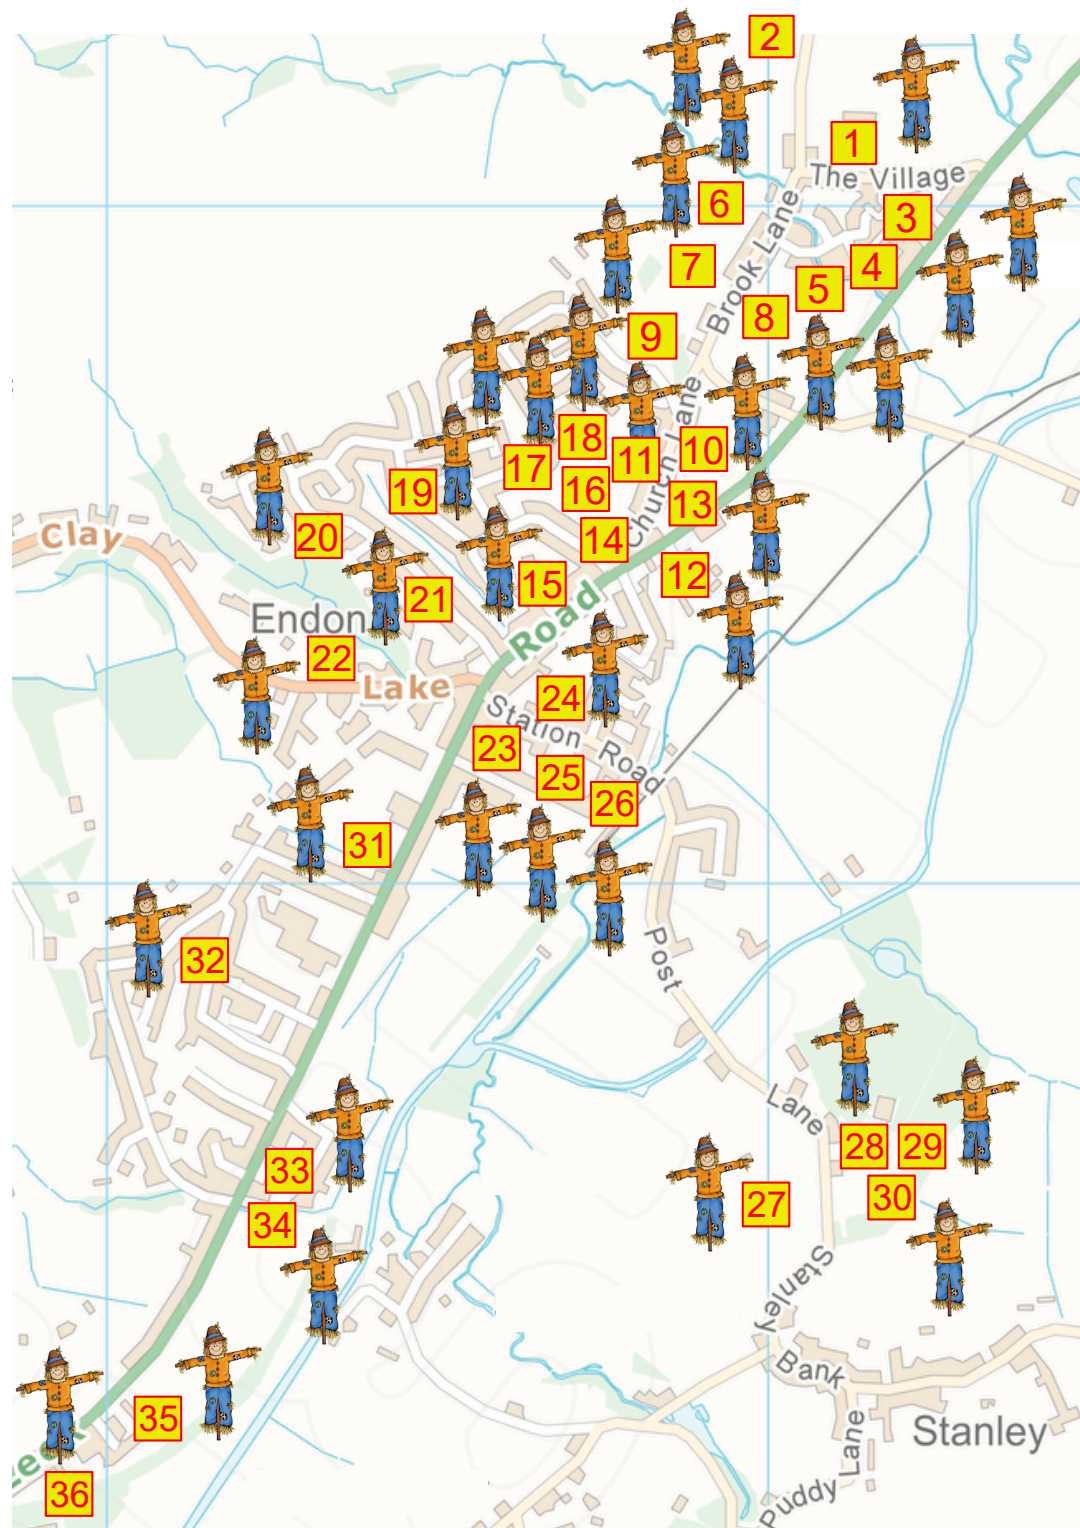 2
1
The Village
6
3
Brook Lane
7
4
5
8
9
Church Lane
18
10
11
17
16
19
13
Clay
20
14
12
15
21
Endon
Road
22
Lake
24
Station Road
23
25
26
31
32
Post
Lane
28
29
33
30
27
34
Stanley
Bank
35
Stanley
Leek
Puddy Lane
36